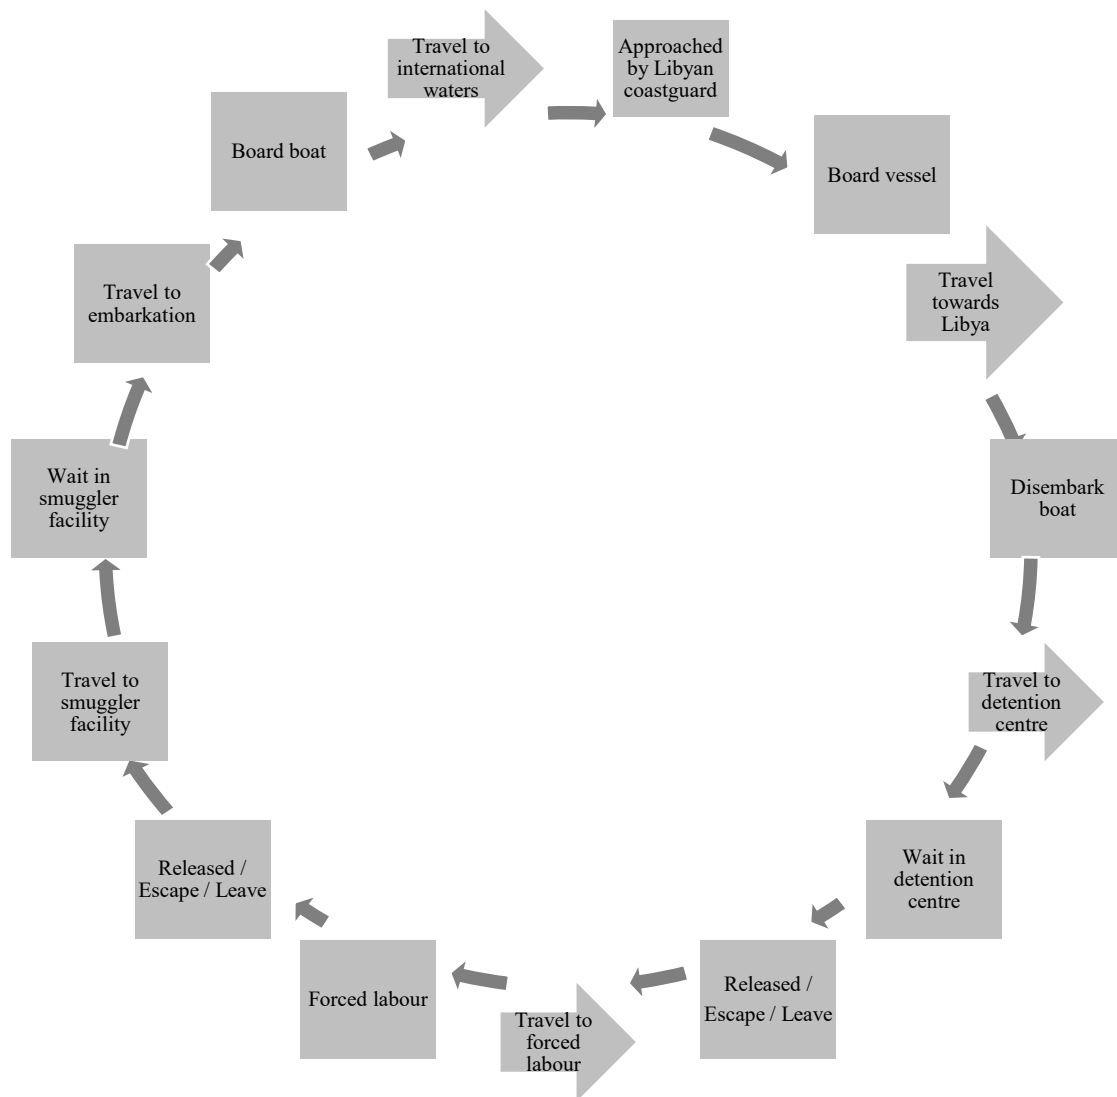 Travel to
international
waters
Approached
by Libyan
coastguard
Board vessel
Travel
towards
Libya
Disembark
boat
Travel to
detention
centre
Wait in
detention
centre
Released /
Escape / Leave
Travel to
forced
labour
Forced labour
Released /
Escape / Leave
Travel to
smuggler
facility
Wait in
smuggler
facility
Travel to
embarkation
Board boat